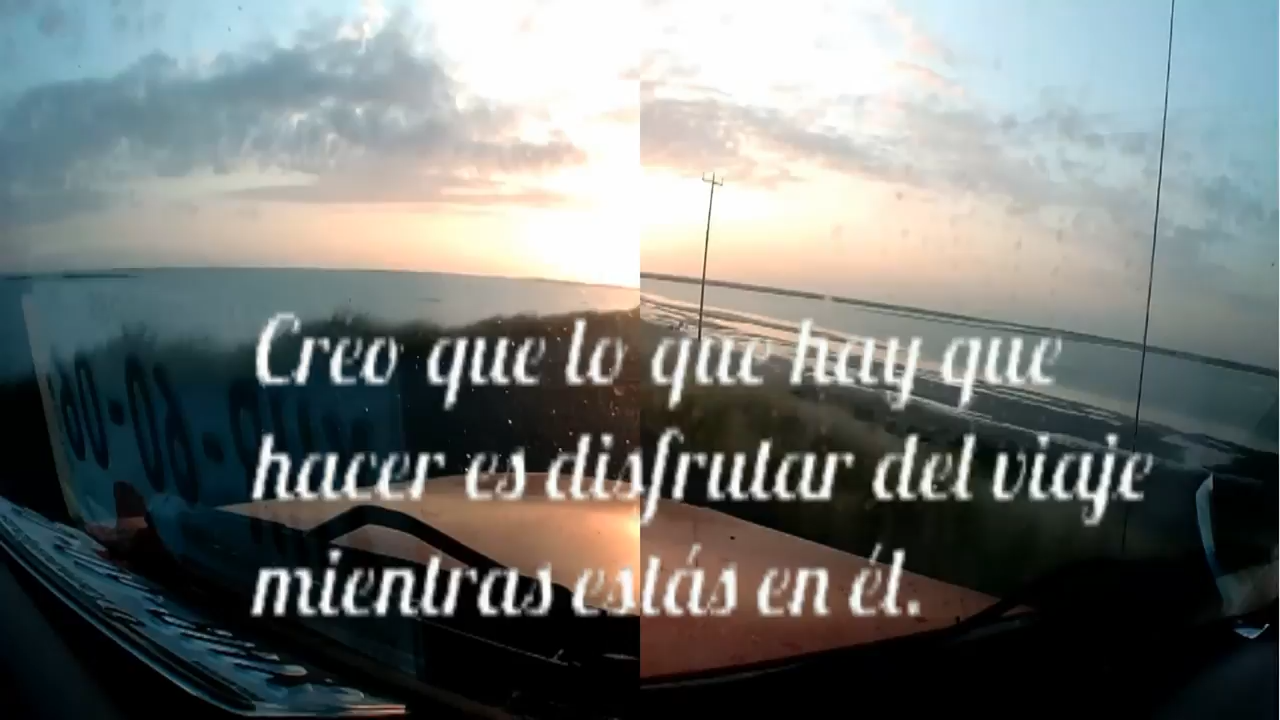 Creo que lo que hay que
hacer es disfrutar del viaje
mientras estás en él.